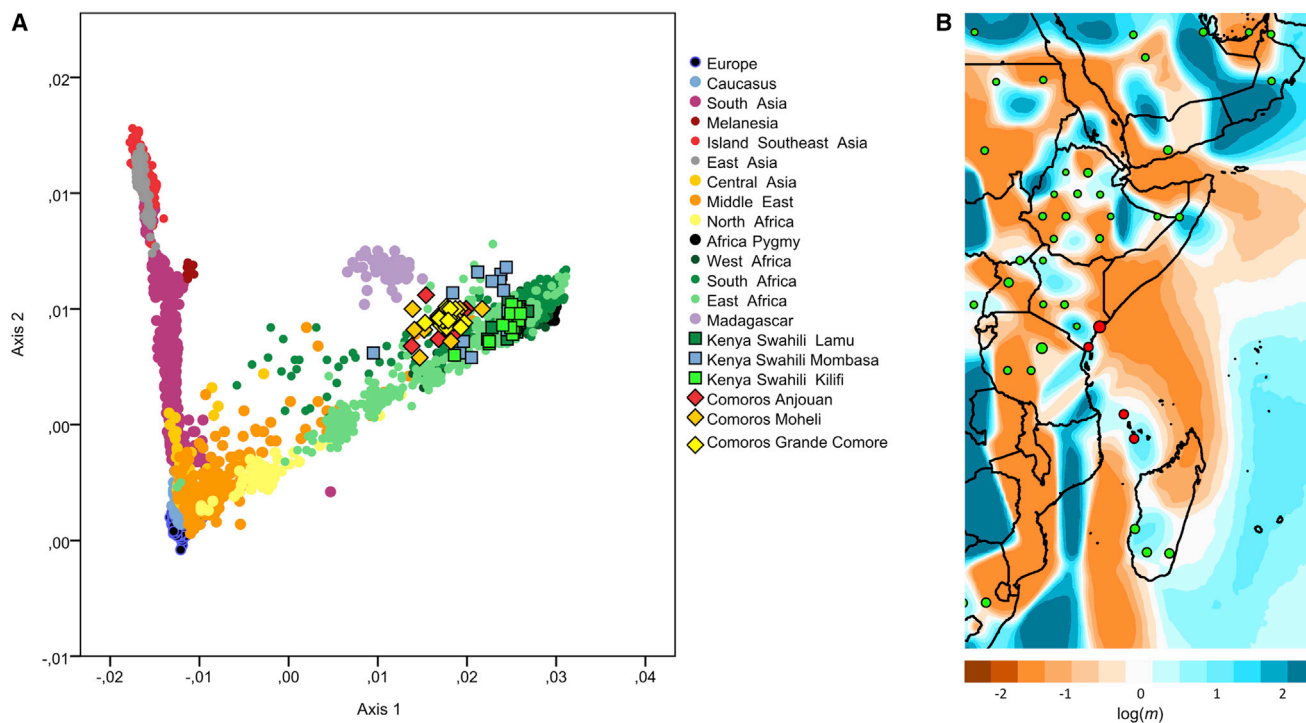 A
,02
,01
,01
,00
,00
-,01
-,02
-,01
,00
,01
,02
,03
,04
Axis 1
Axis 2
Europe
Caucasus
South Asia
Melanesia
Island Southeast Asia
East Asia
Central Asia
Middle East
North Africa
Africa Pygmy
West Africa
South Africa
East Africa
Madagascar
Kenya Swahili Lamu
Kenya Swahili Mombasa
Kenya Swahili Kilifi
Comoros Anjouan
Comoros Moheli
Comoros Grande Comore
B
-2
-1
0
1
2
log(m)